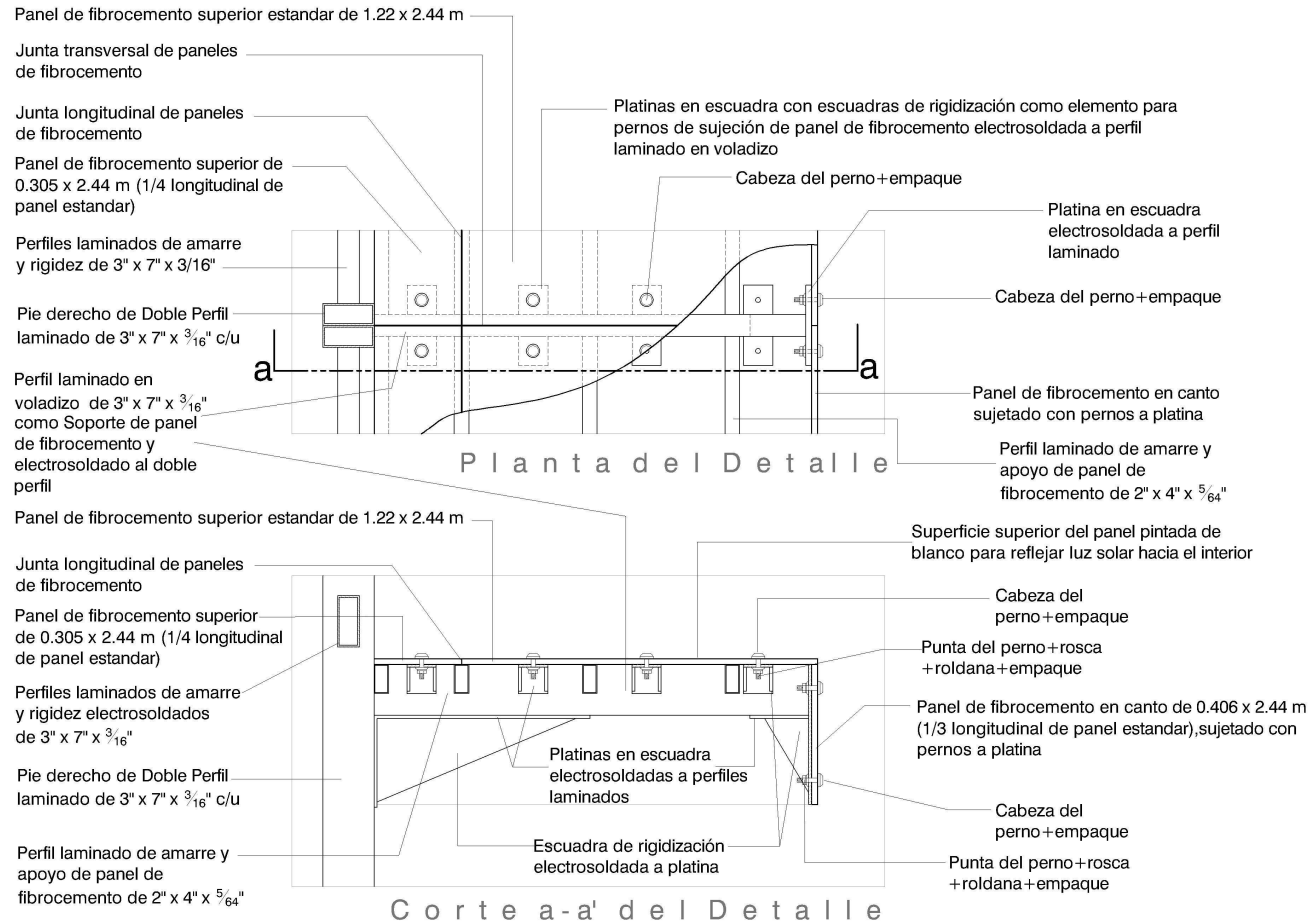 Panel de fibrocemento superior estandar de 1.22 x 2.44 m
Junta transversal de paneles
de fibrocemento
Junta longitudinal de paneles
de fibrocemento
Panel de fibrocemento superior de
0.305 x 2.44 m (1/4 longitudinal de
panel estandar)
Perfiles laminados de amarre
y rigidez de 3" x 7" x 3/16"
Pie derecho de Doble Perfil
laminado de 3" x 7" x 3⁄16" c/u
Perfil laminado en
voladizo de 3" x 7" x 3⁄16"
como Soporte de panel
de fibrocemento y
electrosoldado al doble
perfil
Platinas en escuadra con escuadras de rigidización como elemento para
pernos de sujeción de panel de fibrocemento electrosoldada a perfil
laminado en voladizo
Cabeza del perno+empaque
Platina en escuadra
electrosoldada a perfil
laminado
Cabeza del perno+empaque
a
a
Panel de fibrocemento en canto
sujetado con pernos a platina
Perfil laminado de amarre y
apoyo de panel de
fibrocemento de 2" x 4" x 5⁄64"
Planta del Detalle
Panel de fibrocemento superior estandar de 1.22 x 2.44 m
Junta longitudinal de paneles
de fibrocemento
Panel de fibrocemento superior
de 0.305 x 2.44 m (1/4 longitudinal
de panel estandar)
Perfiles laminados de amarre
y rigidez electrosoldados
de 3" x 7" x 3⁄16"
Pie derecho de Doble Perfil
laminado de 3" x 7" x 3⁄16" c/u
Perfil laminado de amarre y
apoyo de panel de
fibrocemento de 2" x 4" x 5⁄64"
Platinas en escuadra
electrosoldadas a perfiles
laminados
Escuadra de rigidización
electrosoldada a platina
Superficie superior del panel pintada de
blanco para reflejar luz solar hacia el interior
Cabeza del
perno+empaque
Punta del perno+rosca
+roldana+empaque
Panel de fibrocemento en canto de 0.406 x 2.44 m
(1/3 longitudinal de panel estandar),sujetado con
pernos a platina
Cabeza del
perno+empaque
Punta del perno+rosca
+roldana+empaque
Corte a-a' del Detalle